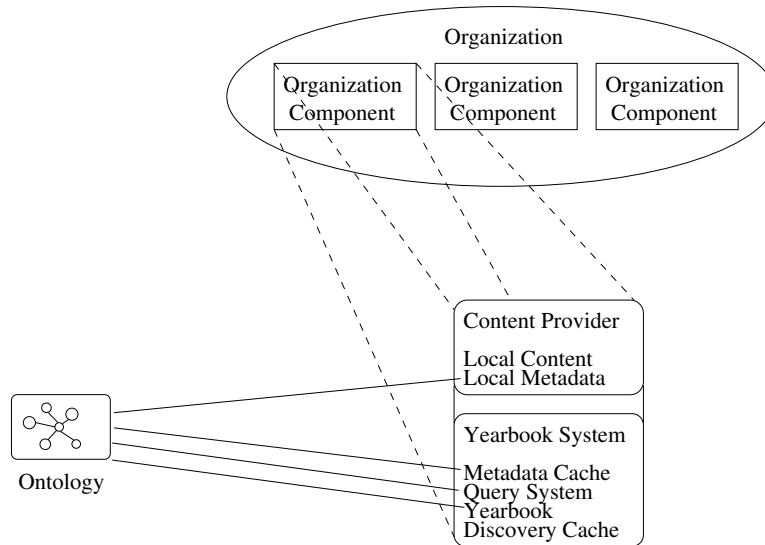 Organization
Organization Organization Organization
Component Component Component
Content Provider
Local Content
Local Metadata
Yearbook System
Metadata Cache
Query System
Yearbook
Discovery Cache
Ontology